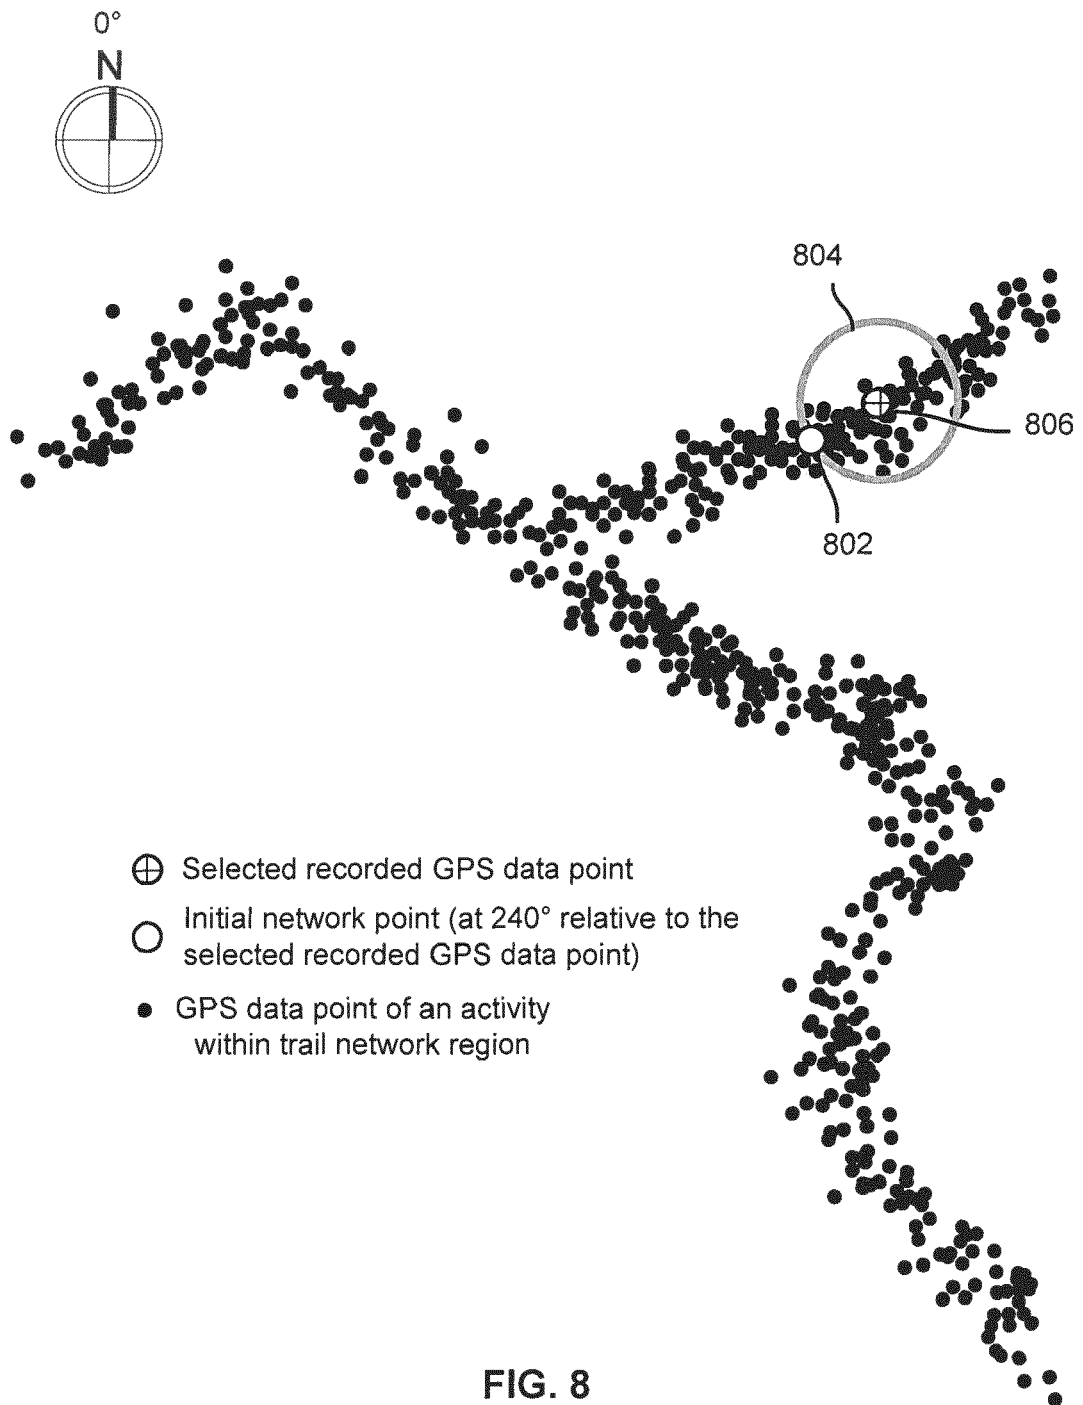 0°
N
804
806
802
Selected recorded GPS data point
Initial network point (at 240° relative to the
selected recorded GPS data point)
GPS data point of an activity
within trail network region
FIG. 8